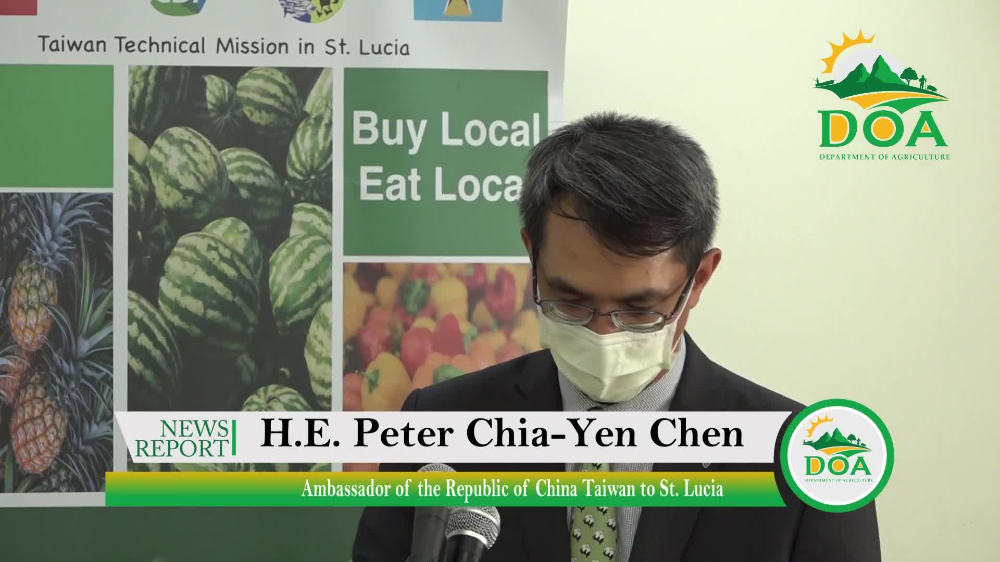 Taiwan Technical Mission in St. Lucia
Buy Local
Eat Loca
DOA
DEPARTMENT OF AGRICULTURE
NEWS
REPORT
H.E. Peter Chia-Yen Chen
Ambassador of the Republic of China Taiwan to St. Lucia
DOA
DEPARTMENT OF AGRICULTURE